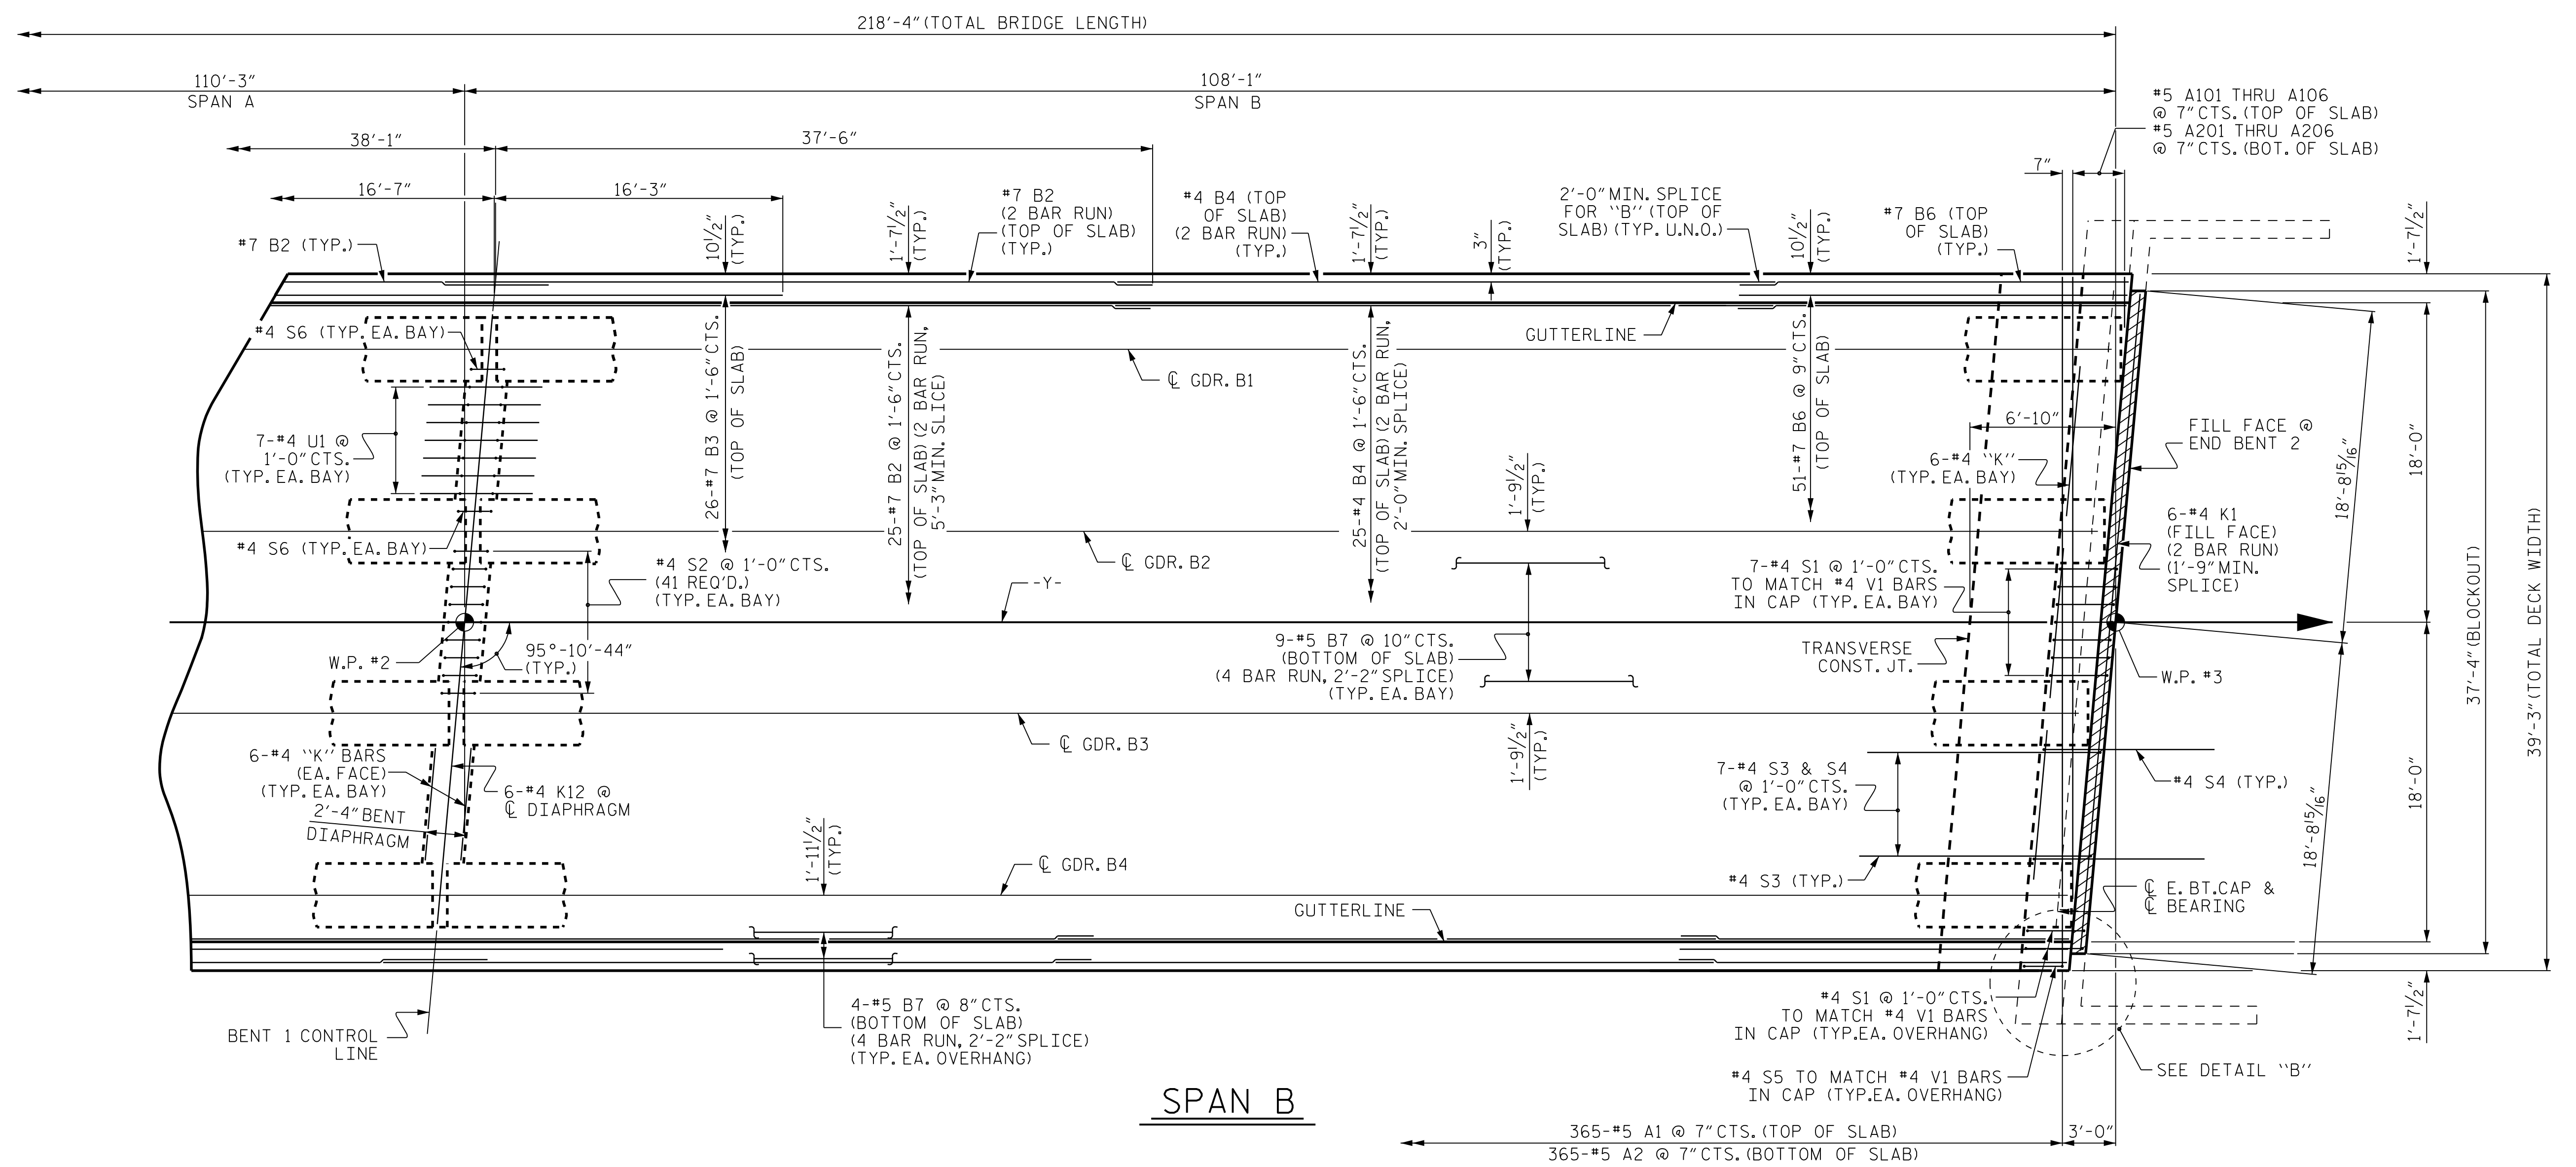 218'-4" (TOTAL BRIDGE LENGTH)
110'-3"
SPAN A
108'-1"
SPAN B
#5 A101 THRU A106
@ 7" CTS. (TOP OF SLAB)
#5 A201 THRU A206
@ 7" CTS. (BOT. OF SLAB)
38'-1"
37'-6"
7"
16'-7"
16'-3"
#7 B2 (TYP.)
10½"
(TYP.)
1'-7½"
(TYP.)
#7 B2
(2 BAR RUN)
(TOP OF SLAB)
(TYP.)
#4 B4 (TOP
OF SLAB)
(2 BAR RUN)
(TYP.)
1'-7½"
(TYP.)
3"
(TYP.)
2'-0" MIN. SPLICE
FOR "B" (TOP OF
SLAB) (TYP. U.N.O.)
10½"
(TYP.)
#7 B6 (TOP
OF SLAB)
(TYP.)
1'-7½"
#4 S6 (TYP. EA. BAY)
GUTTERLINE
℄ GDR. B1
26-#7 B3 @ 1'-6" CTS.
(TOP OF SLAB)
25-#7 B2 @ 1'-6" CTS.
(TOP OF SLAB) (2 BAR RUN,
5'-3" MIN. SLICE)
25-#4 B4 @ 1'-6" CTS.
(TOP OF SLAB) (2 BAR RUN,
2'-0" MIN. SPLICE)
51-#7 B6 @ 9" CTS.
(TOP OF SLAB)
7-#4 U1 @
1'-0" CTS.
(TYP. EA. BAY)
6'-10"
FILL FACE @
END BENT 2
6-#4 "K"
(TYP. EA. BAY)
18'-8 15/16"
18'-0"
1'-9½"
(TYP.)
6-#4 K1
(FILL FACE)
(2 BAR RUN)
(1'-9" MIN.
SPLICE)
#4 S6 (TYP. EA. BAY)
#4 S2 @ 1'-0" CTS.
(41 REQ'D.)
(TYP. EA. BAY)
℄ GDR. B2
-Y-
7-#4 S1 @ 1'-0" CTS.
TO MATCH #4 V1 BARS
IN CAP (TYP. EA. BAY)
37'-4" (BLOCKOUT)
39'-3" (TOTAL DECK WIDTH)
W.P. #2
95°-10'-44"
(TYP.)
9-#5 B7 @ 10" CTS.
(BOTTOM OF SLAB)
(4 BAR RUN, 2'-2" SPLICE)
(TYP. EA. BAY)
TRANSVERSE
CONST. JT.
W.P. #3
℄ GDR. B3
1'-9½"
(TYP.)
6-#4 "K" BARS
(EA. FACE)
(TYP. EA. BAY)
2'-4" BENT
DIAPHRAGM
6-#4 K12 @
℄ DIAPHRAGM
7-#4 S3 & S4
@ 1'-0" CTS.
(TYP. EA. BAY)
#4 S4 (TYP.)
18'-8 15/16"
18'-0"
1'-11½"
(TYP.)
℄ GDR. B4
#4 S3 (TYP.)
℄ E. BT. CAP &
℄ BEARING
GUTTERLINE
BENT 1 CONTROL
LINE
4-#5 B7 @ 8" CTS.
(BOTTOM OF SLAB)
(4 BAR RUN, 2'-2" SPLICE)
(TYP. EA. OVERHANG)
#4 S1 @ 1'-0" CTS.
TO MATCH #4 V1 BARS
IN CAP (TYP.EA. OVERHANG)
1'-7½"
#4 S5 TO MATCH #4 V1 BARS
IN CAP (TYP.EA. OVERHANG)
SEE DETAIL "B"
SPAN B
365-#5 A1 @ 7" CTS. (TOP OF SLAB)
365-#5 A2 @ 7" CTS. (BOTTOM OF SLAB)
3'-0"